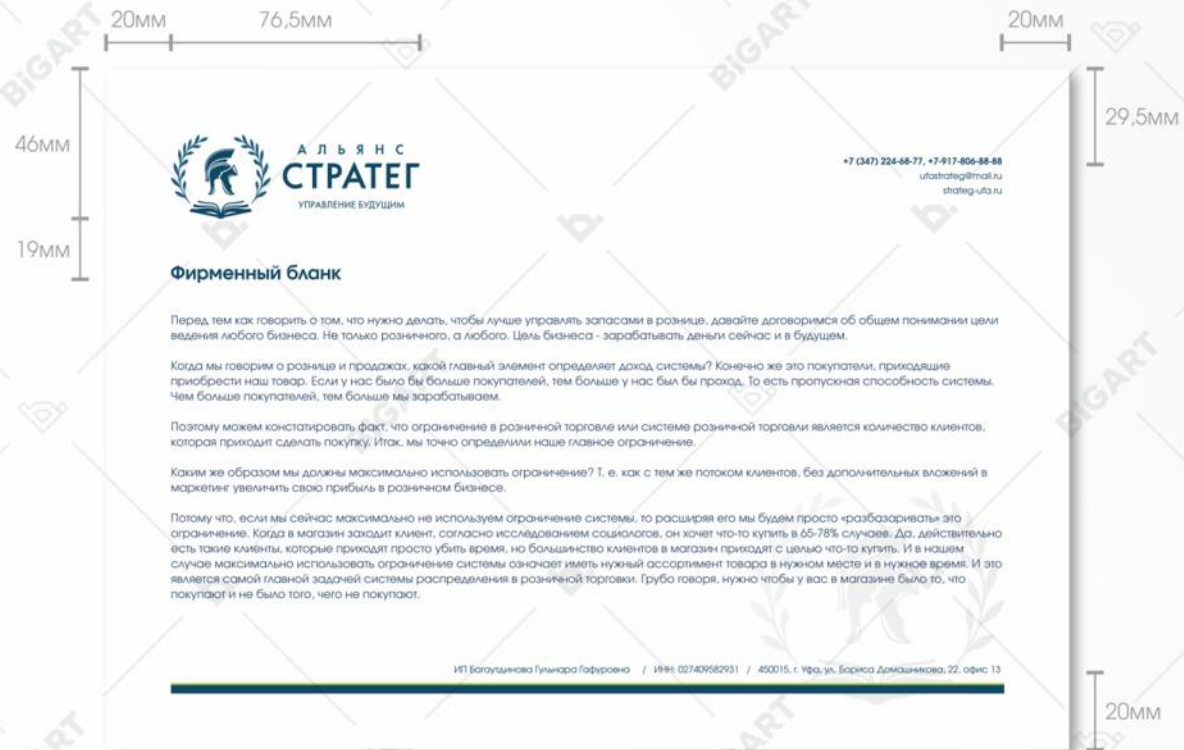 20мм
76,5мм
20мм
29,5мм
46мм
19мм
АЛЬЯНС
СТРАТЕГ
УПРАВЛЕНИЕ БУДУЩИМ
+7 (347) 224-68-77, +7-917-806-88-88
ufastrateg@mail.ru
strateg-ufa.ru
Фирменный бланк
Перед тем как говорить о том, что нужно делать, чтобы лучше управлять запасами в рознице, давайте договоримся об общем понимании цели
ведения любого бизнеса. Не только розничного, а любого. Цель бизнеса - зарабатывать деньги сейчас и в будущем.
Когда мы говорим о рознице и продажах, какой главный элемент определяет доход системы? Конечно же это покупатели, приходящие
приобрести наш товар. Если у нас было бы больше покупателей, тем больше у нас был бы проход. То есть пропускная способность системы.
Чем больше покупателей, тем больше мы зарабатываем.
Поэтому можем констатировать факт, что ограничение в розничной торговле или системе розничной торговли является количество клиентов,
которая приходит сделать покупку. Итак, мы точно определили наше главное ограничение.
Каким же образом мы должны максимально использовать ограничение? Т. е. как с тем же потоком клиентов, без дополнительных вложений в
маркетинг увеличить свою прибыль в розничном бизнесе.
Потому что, если мы сейчас максимально не используем ограничение системы, то расширяя его мы будем просто «разбазаривать» это
ограничение. Когда в магазин заходит клиент, согласно исследованием социологов, он хочет что-то купить в 65-78% случаев. Да, действительно
есть такие клиенты, которые приходят просто убить время, но большинство клиентов в магазин приходят с целью что-то купить. И в нашем
случае максимально использовать ограничение системы означает иметь нужный ассортимент товара в нужном месте и в нужное время. И это
является самой главной задачей системы распределения в розничной торговки. Грубо говоря, нужно чтобы у вас в магазине было то, что
покупают и не было того, чего не покупают.
ИП Богаутдинова Гульнара Гафуровна / ИНН: 027409582931 / 450015, г. Уфа, ул. Бориса Домашникова, 22, офис 13
20мм
BiGART
BiGART
BiGART
BiGART
BiGART
BiGART